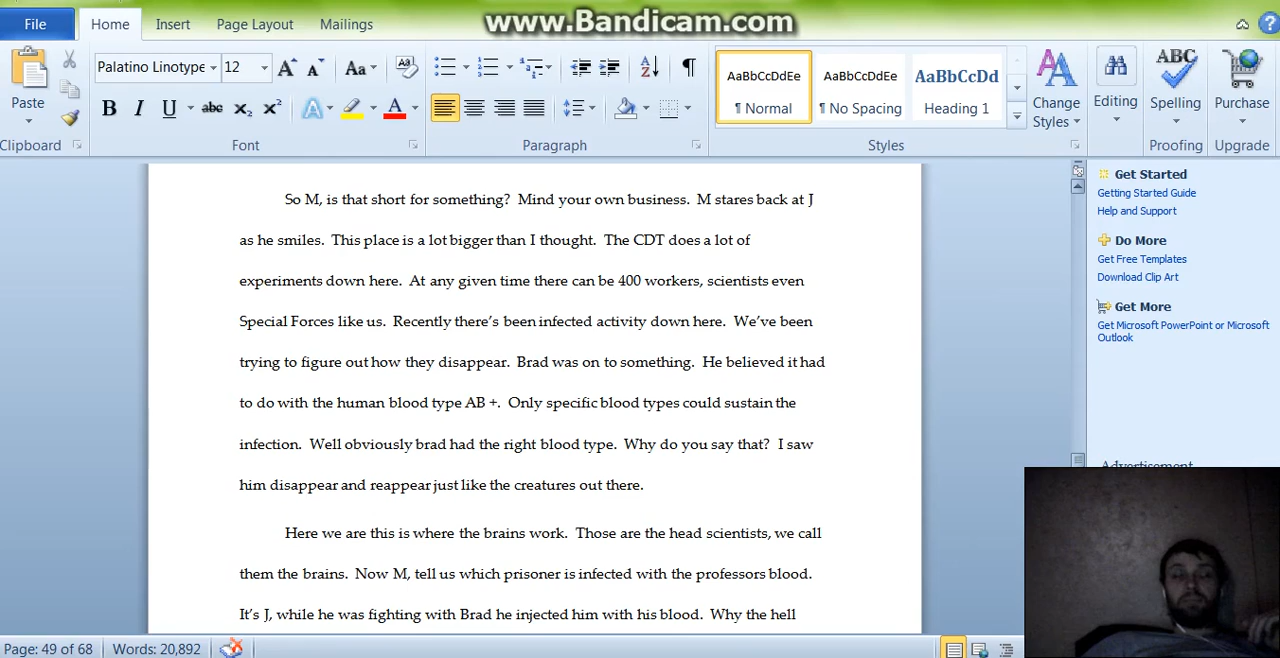 www.Bandicam.com
File Home Insert Page Layout Mailings
Palatino Linotype 12
Aa
Paste
B I U abc X₂ X² A A
AaBbCcDdEe AaBbCcDdEe AaBbCcDd
¶ Normal ¶ No Spacing Heading 1
Change Styles
Editing
ABC
Spelling
Purchase
Clipboard Font Paragraph Styles Proofing Upgrade
So M, is that short for something? Mind your own business. M stares back at J
as he smiles. This place is a lot bigger than I thought. The CDT does a lot of
experiments down here. At any given time there can be 400 workers, scientists even
Special Forces like us. Recently there's been infected activity down here. We've been
trying to figure out how they disappear. Brad was on to something. He believed it had
to do with the human blood type AB +. Only specific blood types could sustain the
infection. Well obviously brad had the right blood type. Why do you say that? I saw
him disappear and reappear just like the creatures out there.
Here we are this is where the brains work. Those are the head scientists, we call
them the brains. Now M, tell us which prisoner is infected with the professors blood.
It's J, while he was fighting with Brad he injected him with his blood. Why the hell
Get Started
Getting Started Guide
Help and Support
Do More
Get Free Templates
Download Clip Art
Get More
Get Microsoft PowerPoint or Microsoft
Outlook
Advertisement
Page: 49 of 68 Words: 20,892